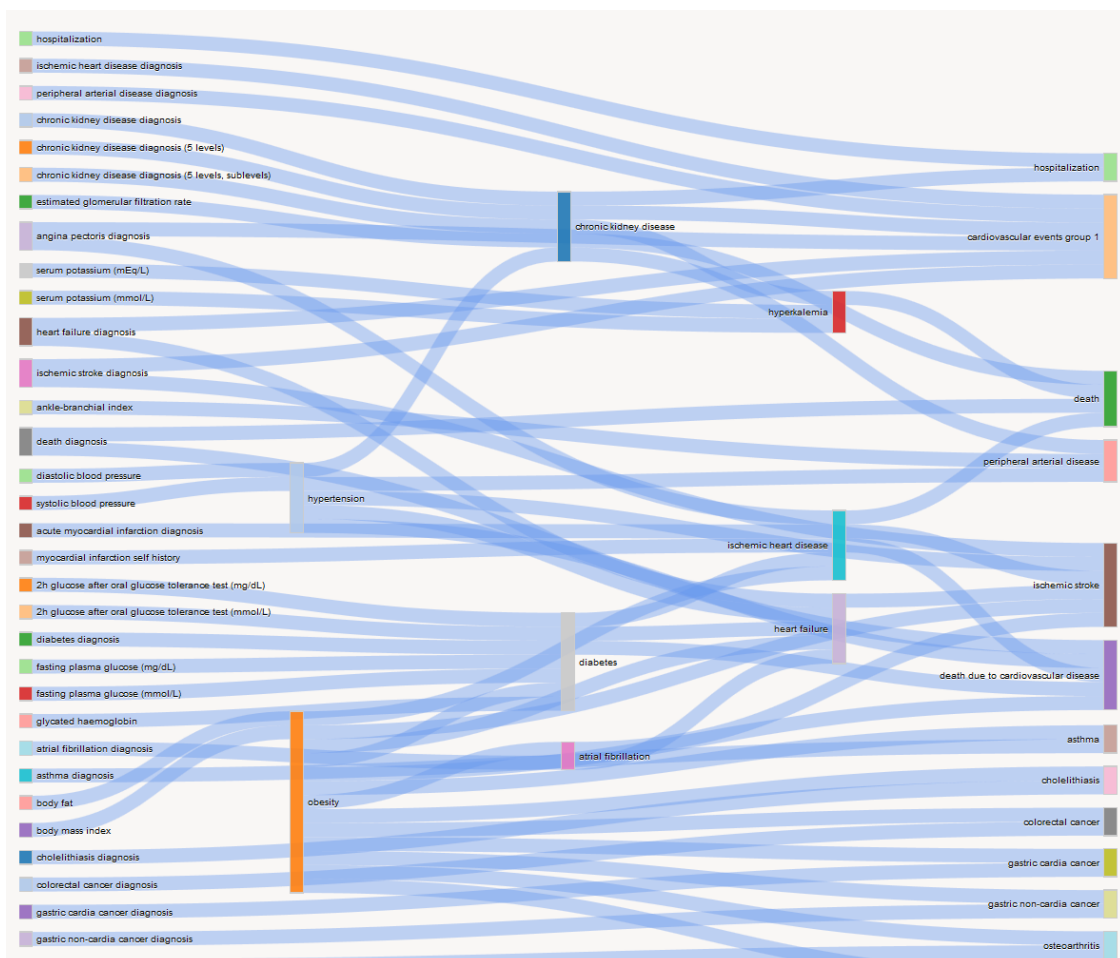 hospitalization
ischemic heart disease diagnosis
peripheral arterial disease diagnosis
chronic kidney disease diagnosis
chronic kidney disease diagnosis (5 levels)
chronic kidney disease diagnosis (5 levels, sublevels)
estimated glomerular filtration rate
angina pectoris diagnosis
serum potassium (mEq/L)
serum potassium (mmol/L)
heart failure diagnosis
ischemic stroke diagnosis
ankle-branchial index
death diagnosis
diastolic blood pressure
systolic blood pressure
acute myocardial infarction diagnosis
myocardial infarction self history
2h glucose after oral glucose tolerance test (mg/dL)
2h glucose after oral glucose tolerance test (mmol/L)
diabetes diagnosis
fasting plasma glucose (mg/dL)
fasting plasma glucose (mmol/L)
glycated haemoglobin
atrial fibrillation diagnosis
asthma diagnosis
body fat
body mass index
cholelithiasis diagnosis
colorectal cancer diagnosis
gastric cardia cancer diagnosis
gastric non-cardia cancer diagnosis
hypertension
obesity
chronic kidney disease
diabetes
atrial fibrillation
hyperkalemia
ischemic heart disease
heart failure
hospitalization
cardiovascular events group 1
death
peripheral arterial disease
ischemic stroke
death due to cardiovascular disease
asthma
cholelithiasis
colorectal cancer
gastric cardia cancer
gastric non-cardia cancer
osteoarthritis